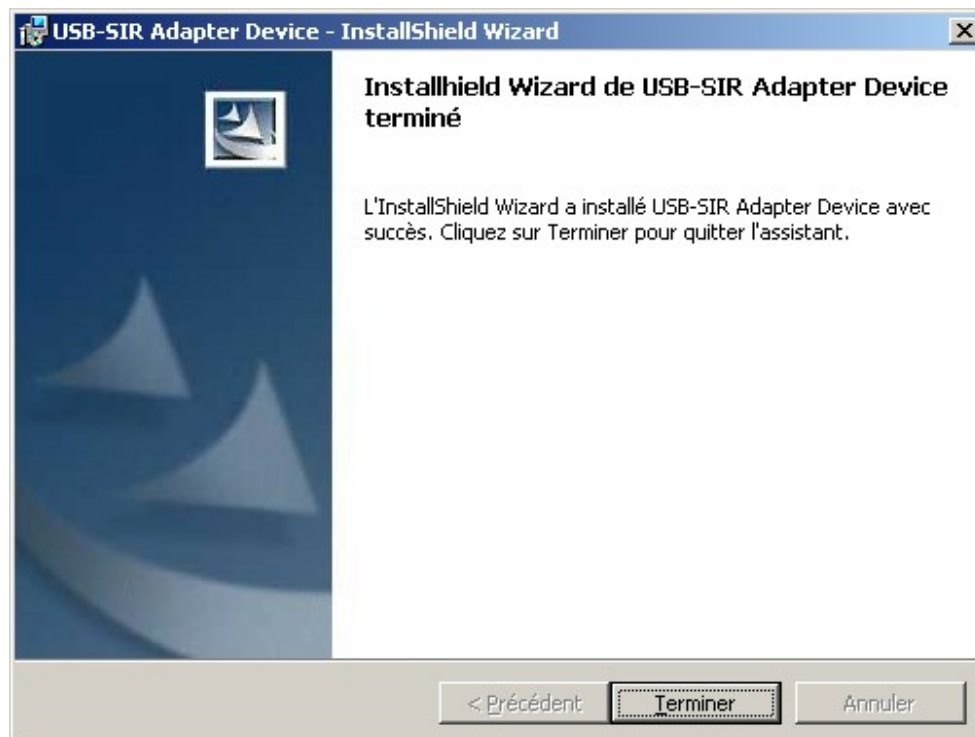 USB-SIR Adapter Device - InstallShield Wizard
Installhield Wizard de USB-SIR Adapter Device
terminé
L'InstallShield Wizard a installé USB-SIR Adapter Device avec
succès. Cliquez sur Terminer pour quitter l'assistant.
< Précédent Terminer Annuler